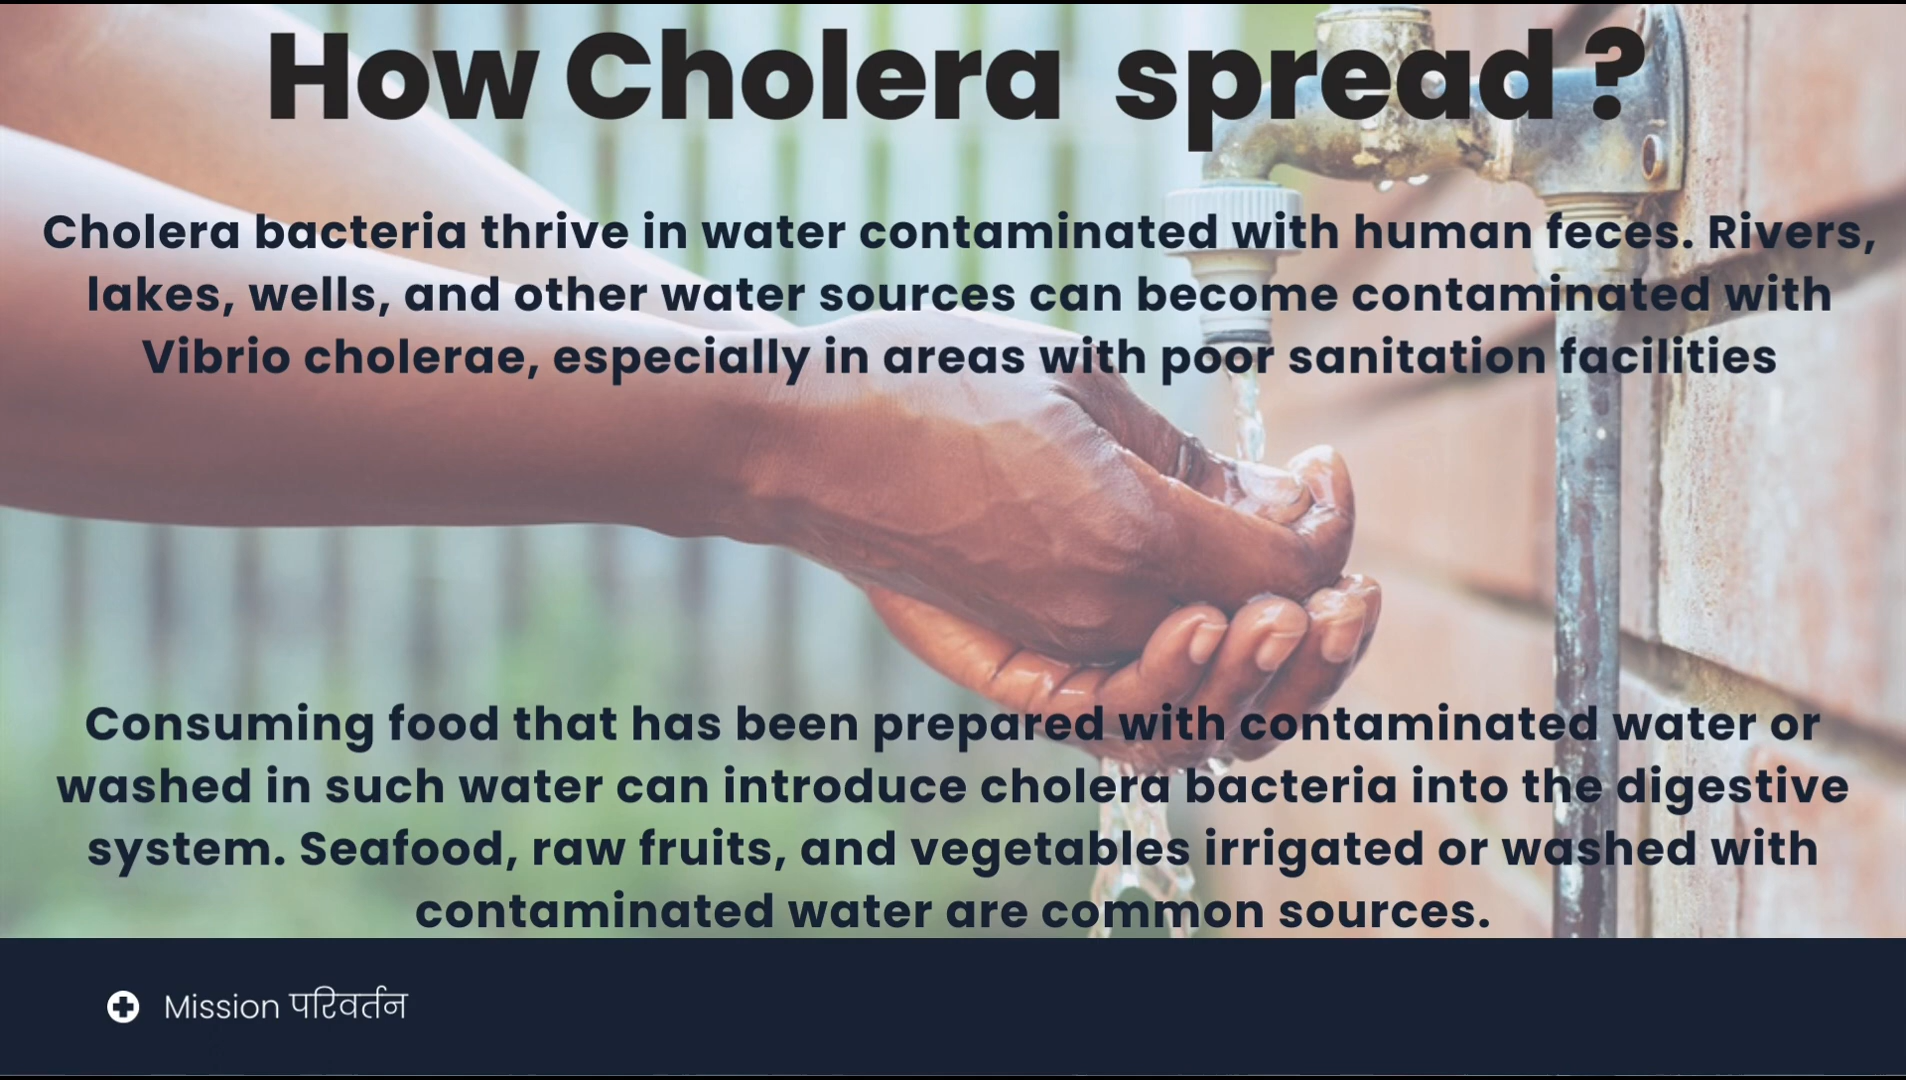 How Cholera spread ?
Cholera bacteria thrive in water contaminated with human feces. Rivers,
lakes, wells, and other water sources can become contaminated with
Vibrio cholerae, especially in areas with poor sanitation facilities
Consuming food that has been prepared with contaminated water or
washed in such water can introduce cholera bacteria into the digestive
system. Seafood, raw fruits, and vegetables irrigated or washed with
contaminated water are common sources.
Mission परिवर्तन